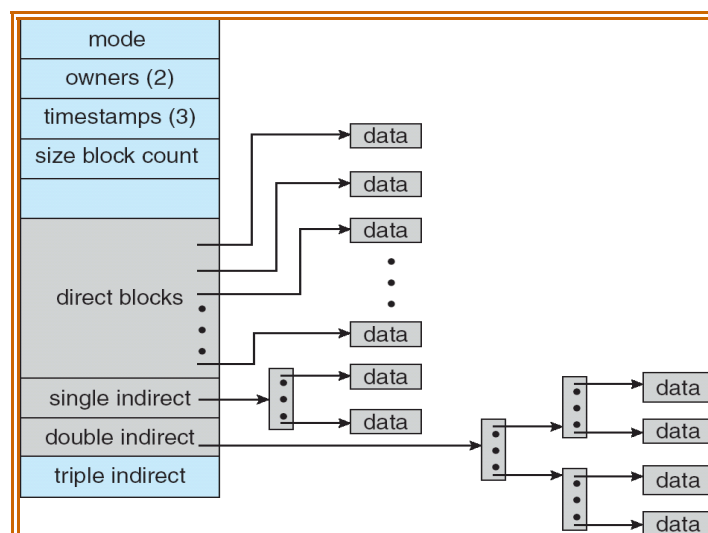 mode
owners (2)
timestamps (3)
size block count
direct blocks
single indirect
double indirect
triple indirect
data
data
data
data
data
data
data
data
data
data